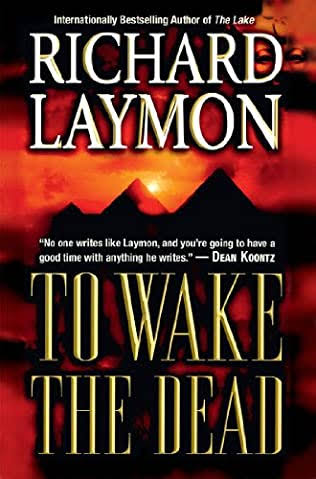 Internationally Bestselling Author of The Lake
RICHARD
LAYMON
“No one writes like Laymon, and you’re going to have a
good time with anything he writes.” — DEAN KOONTZ
TO WAKE
THE DEAD